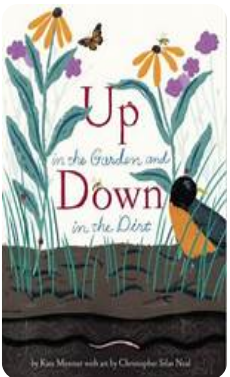 Up
in the Garden and
Down
in the Dirt
by Kate Messner with art by Christopher Silas Neal